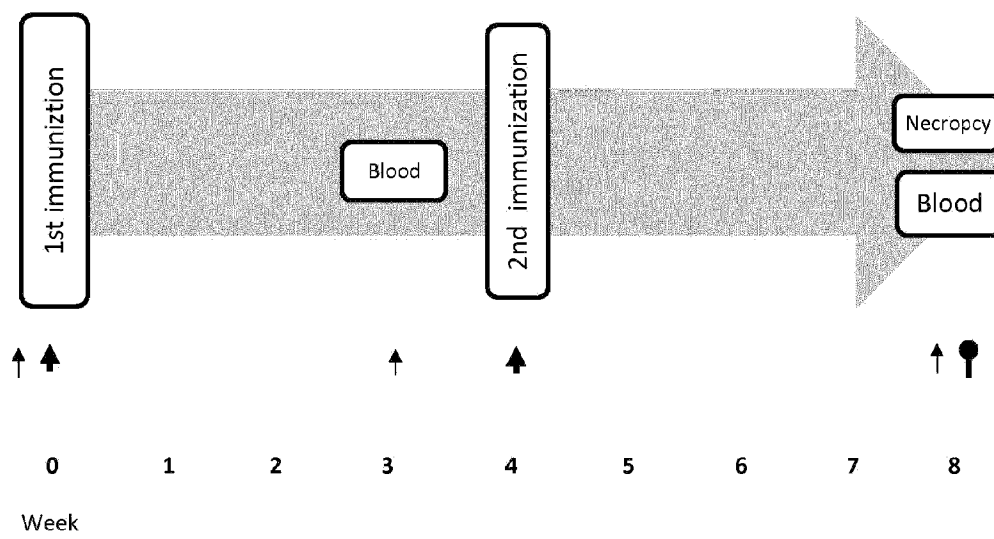 1st immuniztion
Blood
2nd immunization
Necropcy
Blood
0 1 2 3 4 5 6 7 8
Week